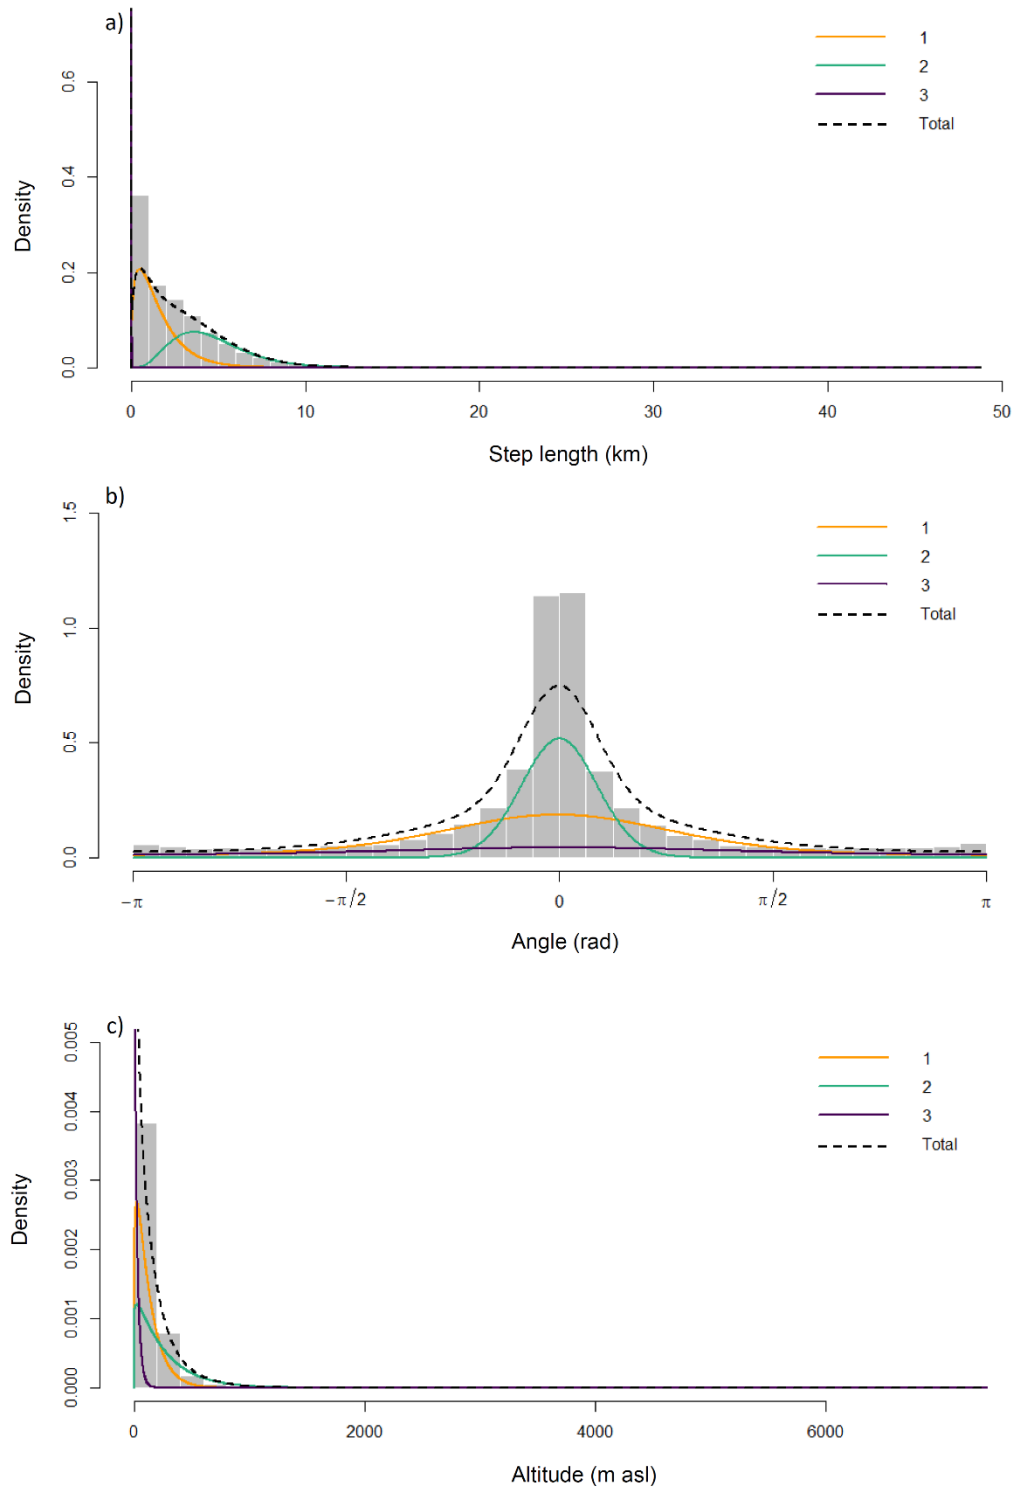 a)
1
2
3
Total
0.6
0.4
0.2
0.0
Density
0 10 20 30 40 50
Step length (km)
b)
1
2
3
Total
1.5
1.0
0.5
0.0
Density
−π −π/2 0 π/2 π
Angle (rad)
c)
1
2
3
Total
0.005
0.004
0.003
0.002
0.001
0.000
Density
0 2000 4000 6000
Altitude (m asl)